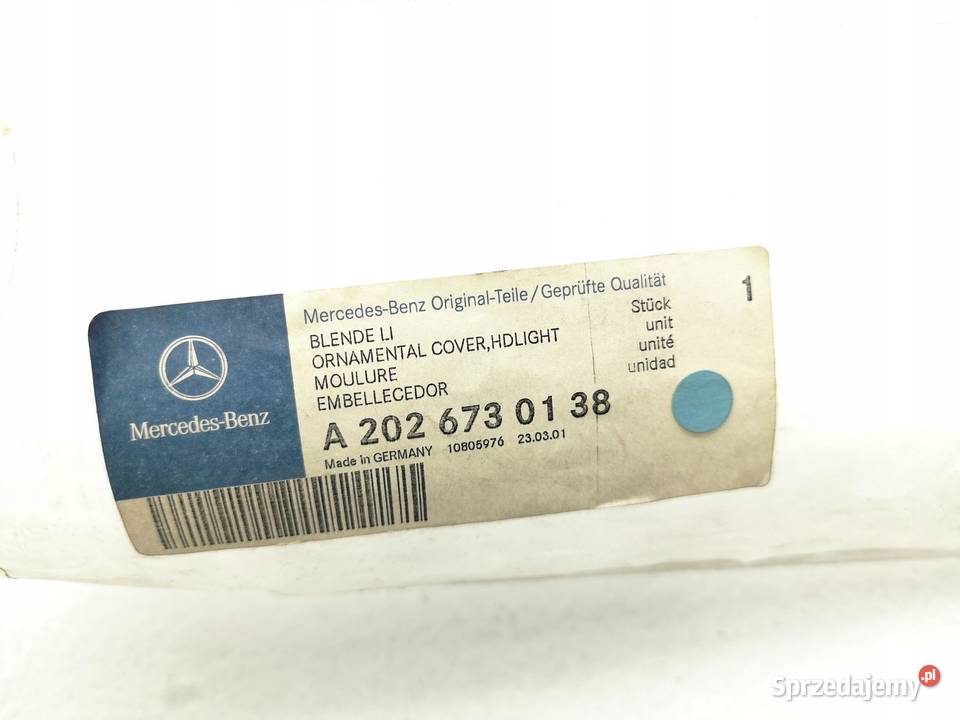 Mercedes-Benz Original-Teile/Geprüfte Qualität
BLENDE LI
ORNAMENTAL COVER,HDLIGHT
MOULURE
EMBELLECEDOR
A 202 673 01 38
Made in GERMANY 10805976 23.03.01
Stück
unit
unité
unidad
1
Mercedes-Benz
Sprzedajemy.pl